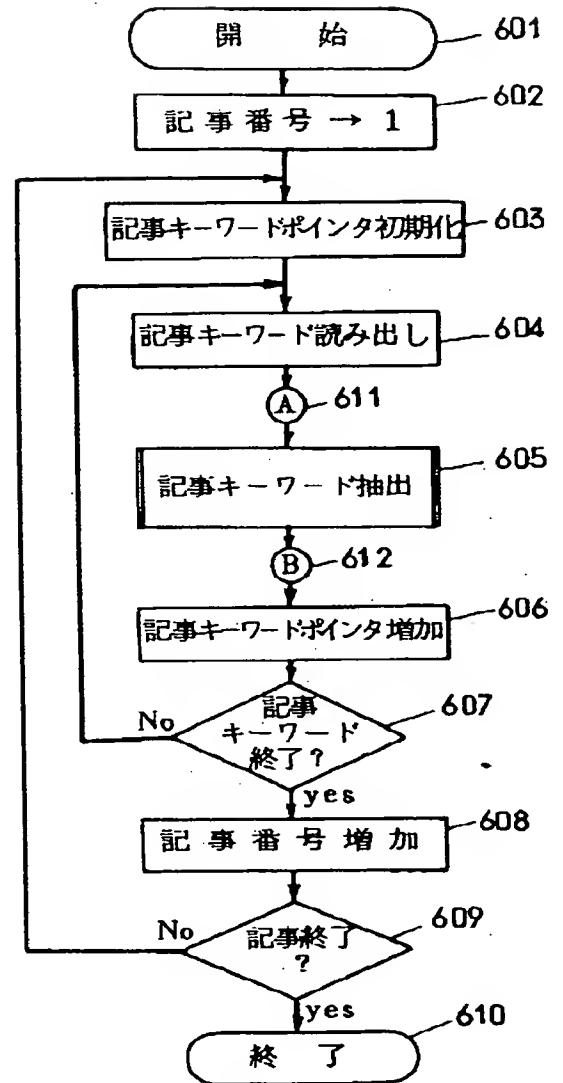 開始 601
記事番号 → 1 602
記事キーワードポインタ初期化 603
記事キーワード読み出し 604
A 611
記事キーワード抽出 605
B 612
記事キーワードポインタ増加 606
記事
キーワード
終了? 607
No
yes
記事番号増加 608
記事終了
? 609
No
yes
終了 610